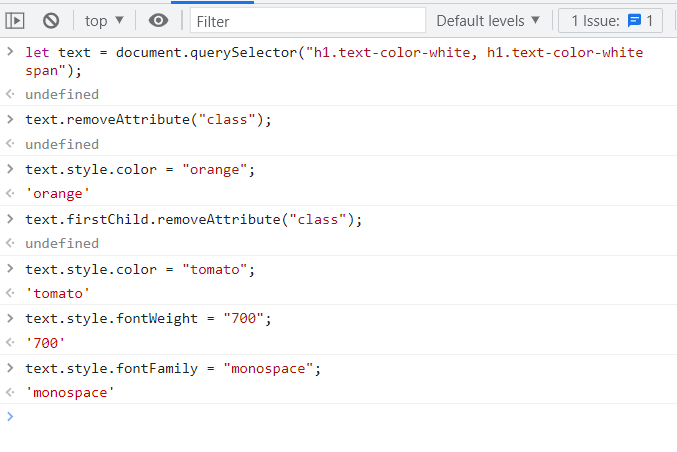 top ▼ Filter Default levels ▼ 1 Issue: 1
let text = document.querySelector("h1.text-color-white, h1.text-color-white
span");
undefined
text.removeAttribute("class");
undefined
text.style.color = "orange";
'orange'
text.firstChild.removeAttribute("class");
undefined
text.style.color = "tomato";
'tomato'
text.style.fontWeight = "700";
'700'
text.style.fontFamily = "monospace";
'monospace'